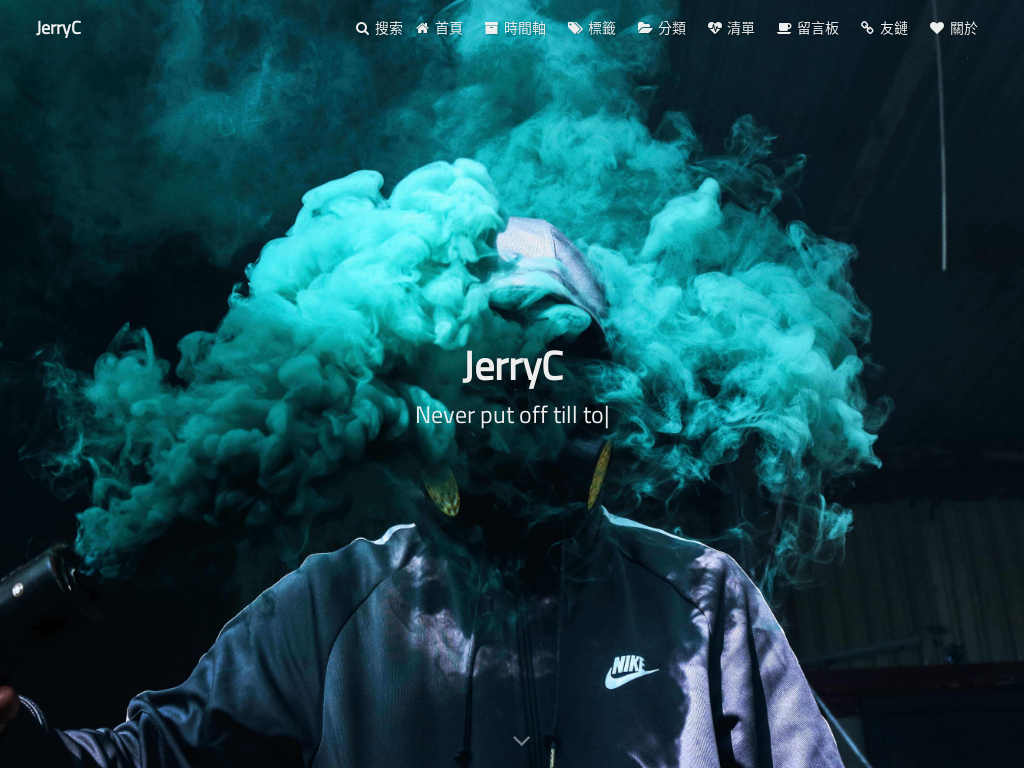 JerryC
搜索 首頁 時間軸 標籤 分類 清單 留言板 友鏈 關於
JerryC
Never put off till to|
NIKE